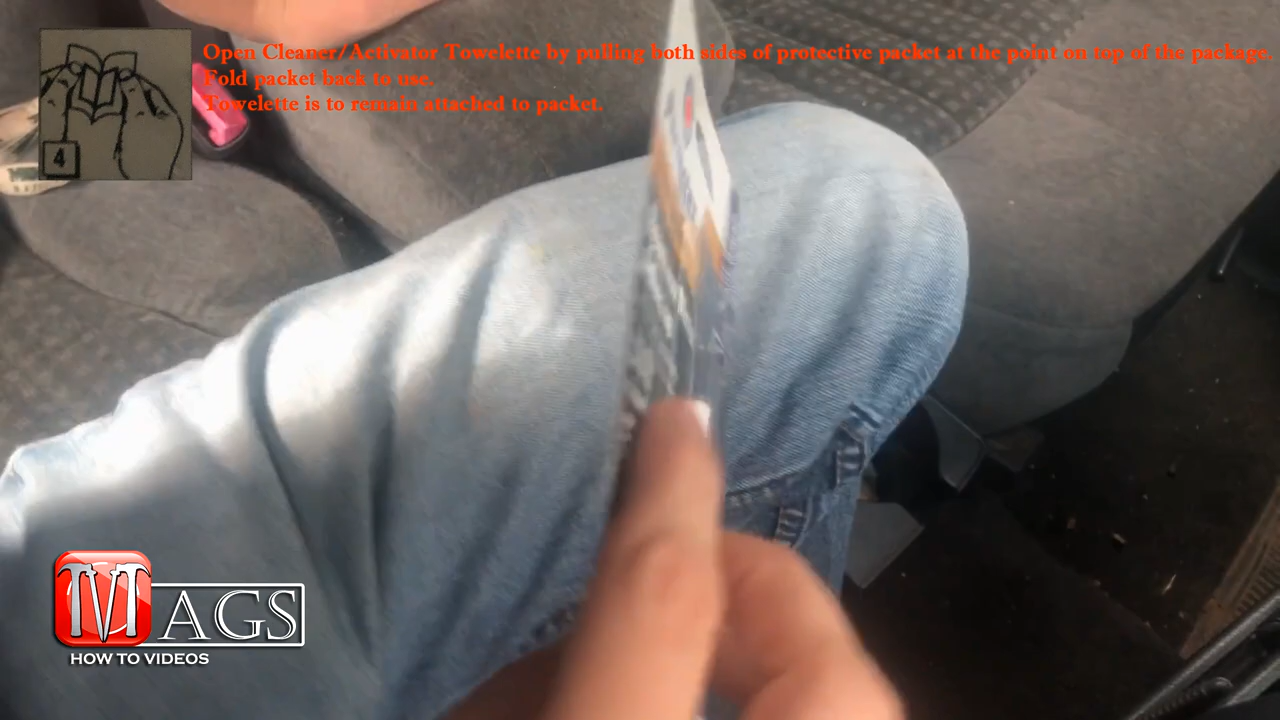 Open Cleaner/Activator Towelette by pulling both sides of protective packet at the point on top of the package.
Fold packet back to use.
Towelette is to remain attached to packet.
4
MAGS
HOW TO VIDEOS